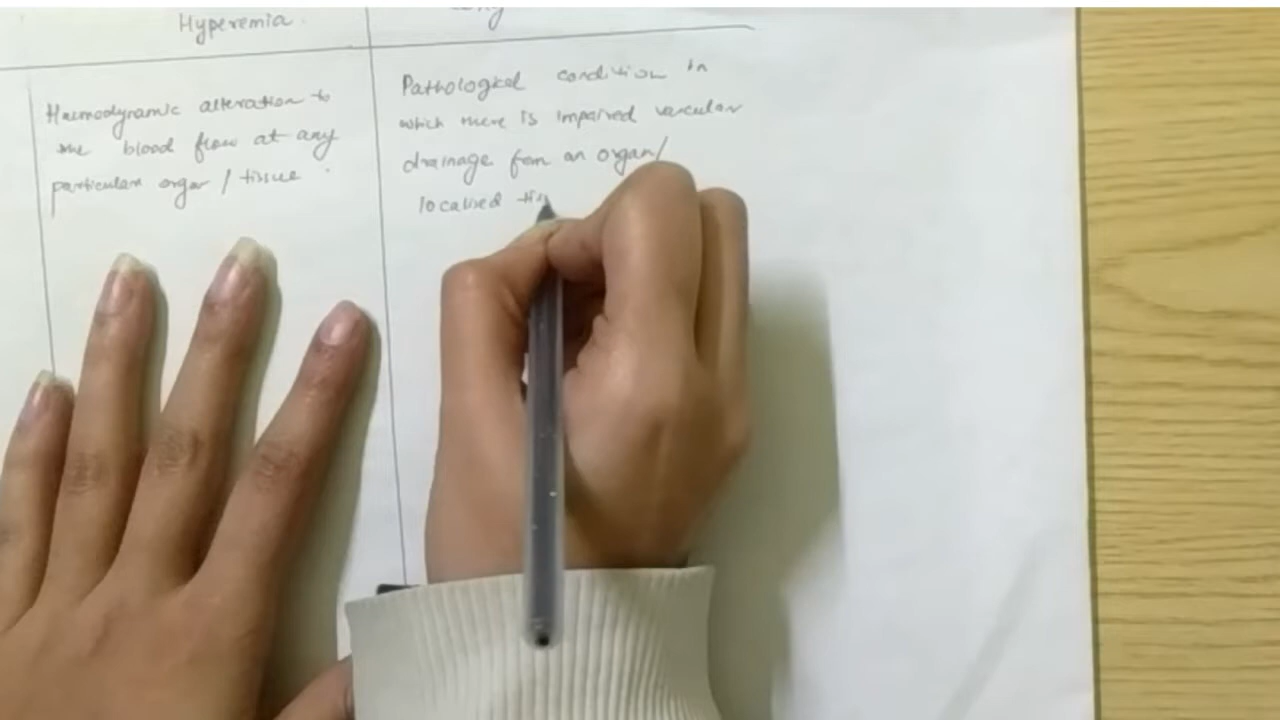 Hyperemia
Haemodynamic alteration to
the blood flow at any
particular organ / tissue.
Pathological condition in
which there is impaired vascular
drainage from an organ/
localised